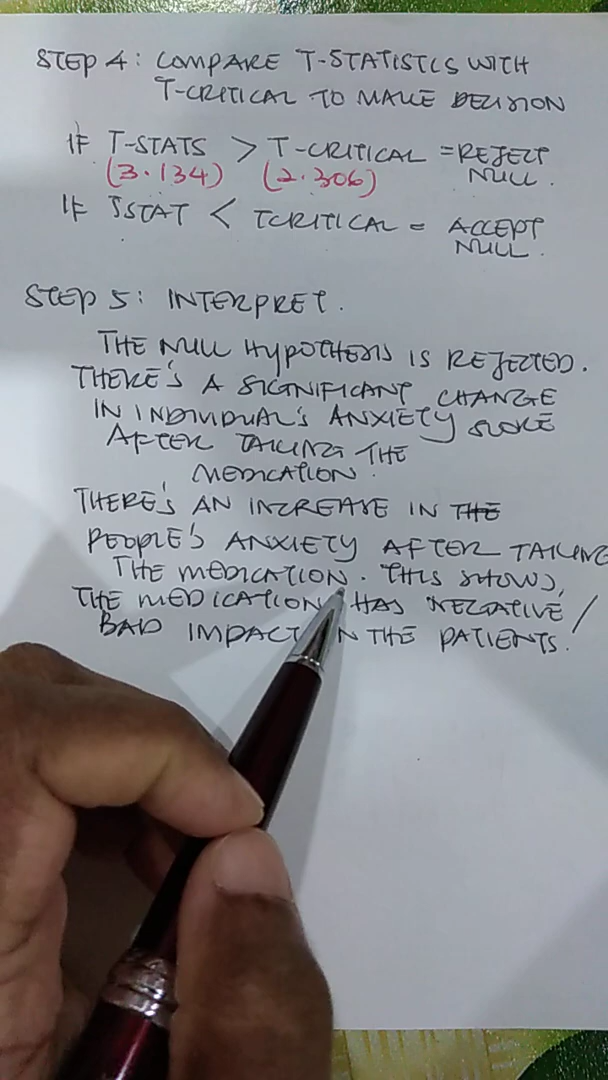 STEP 4: COMPARE T-STATISTCS WITH
T-CRITICAL TO MAKE DECISION
IF T-STATS > T-CRITICAL = REJECT
(3.134) (2.306) NULL.
IF TSTAT < TCRITICAL = ACCEPT
NULL.
STEP 5: INTERPRET.
THE NULL HYPOTHESIS IS REJECTED.
THERE'S A SIGNIFICANT CHANGE
IN INDIVIDUAL'S ANXIETY SCORE
AFTER TAKING THE
MEDICATION.
THERE'S AN INCREASE IN THE
PEOPLE'S ANXIETY AFTER TAKING
THE MEDICATION. THIS SHOWS,
THE MEDICATION HAS NEGATIVE/
BAD IMPACT IN THE PATIENTS.